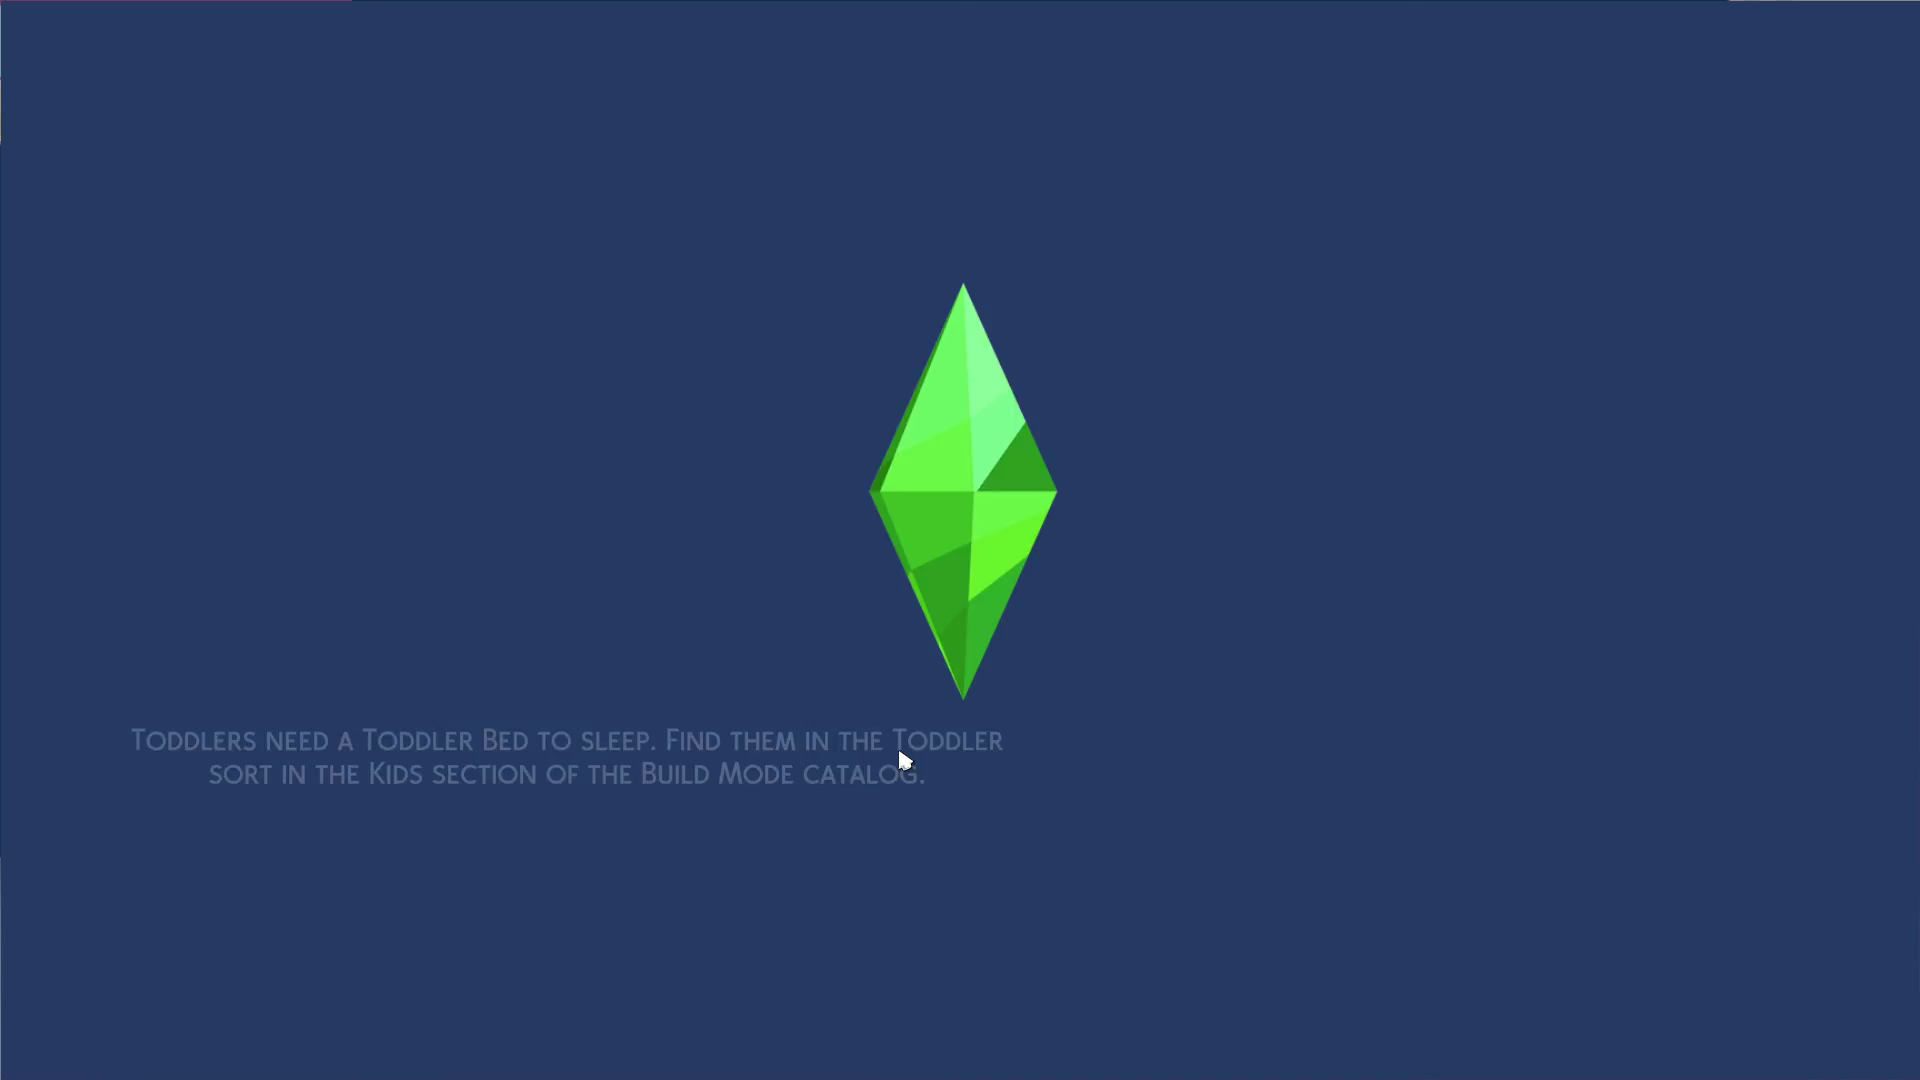 Toddlers need a Toddler Bed to sleep. Find them in the Toddler
sort in the Kids section of the Build Mode catalog.